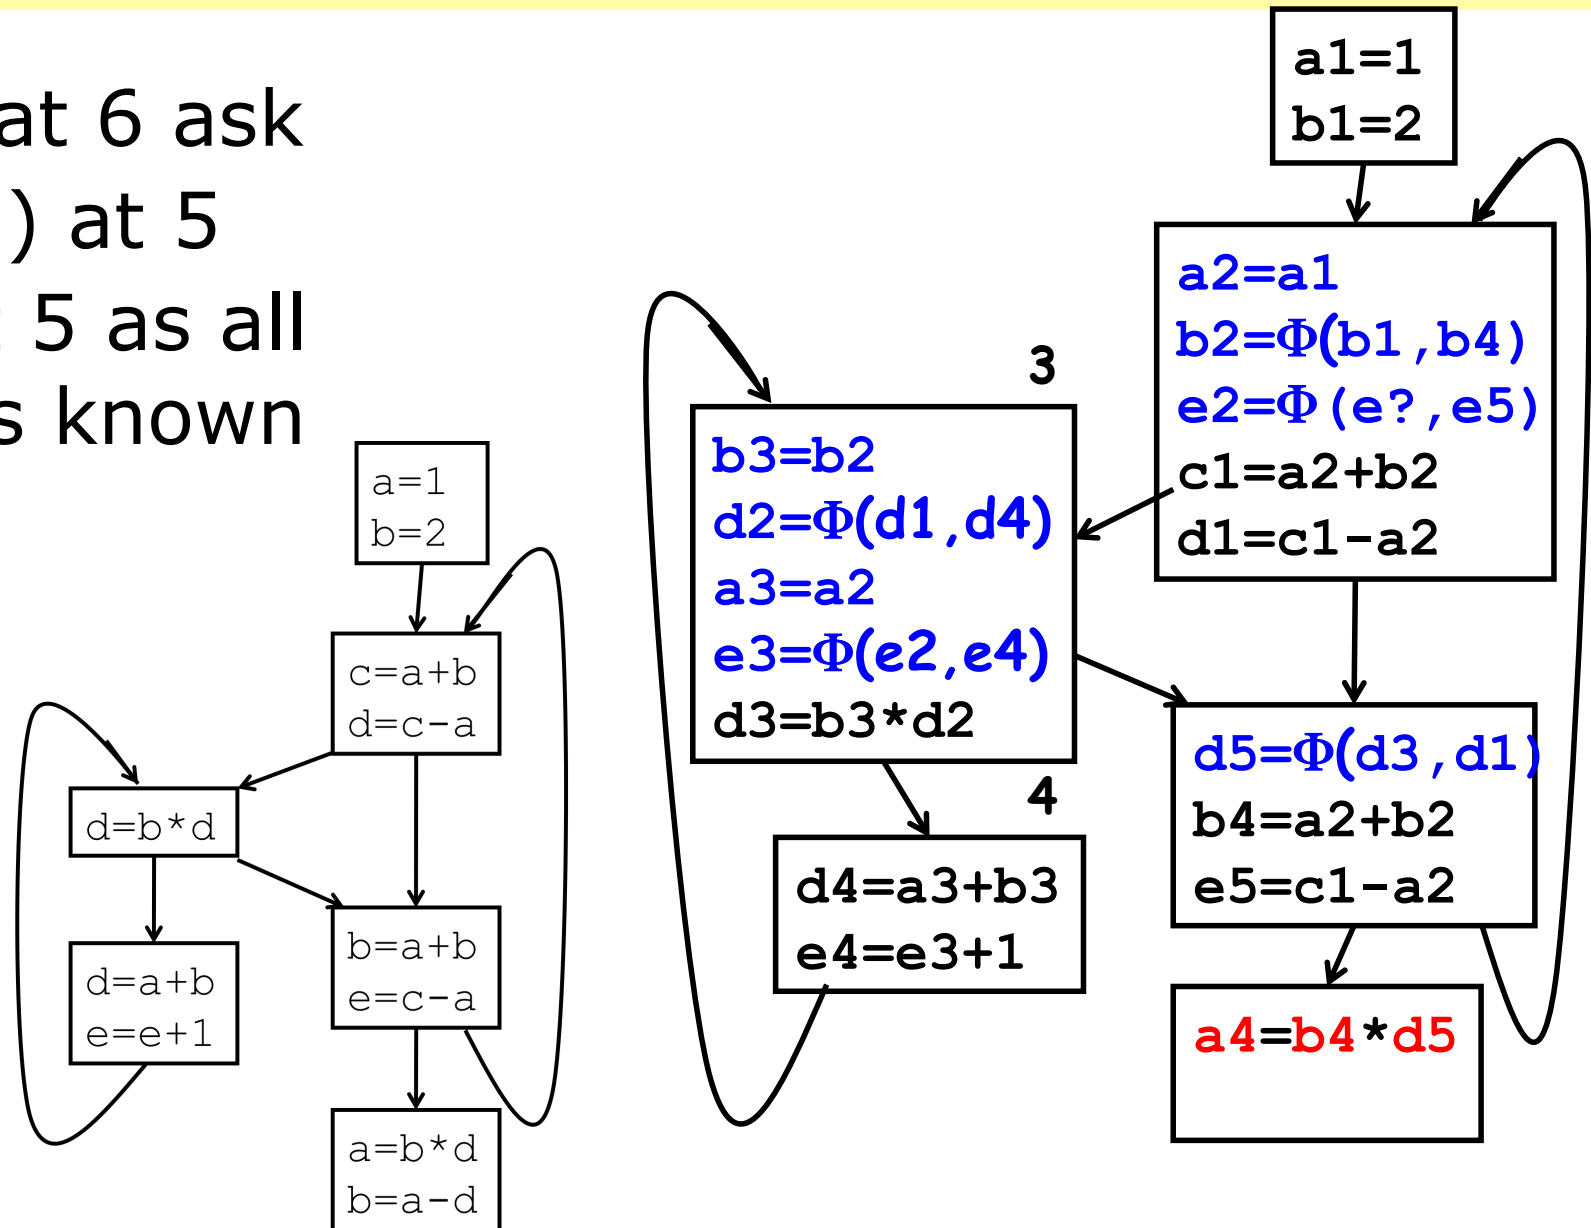 at 6 ask
) at 5
5 as all
s known
a=1
b=2
c=a+b
d=c-a
d=b*d
d=a+b
e=e+1
b=a+b
e=c-a
a=b*d
b=a-d
a1=1
b1=2
a2=a1
b2=Φ(b1,b4)
e2=Φ(e?,e5)
c1=a2+b2
d1=c1-a2
3
b3=b2
d2=Φ(d1,d4)
a3=a2
e3=Φ(e2,e4)
d3=b3*d2
4
d4=a3+b3
e4=e3+1
d5=Φ(d3,d1)
b4=a2+b2
e5=c1-a2
a4=b4*d5